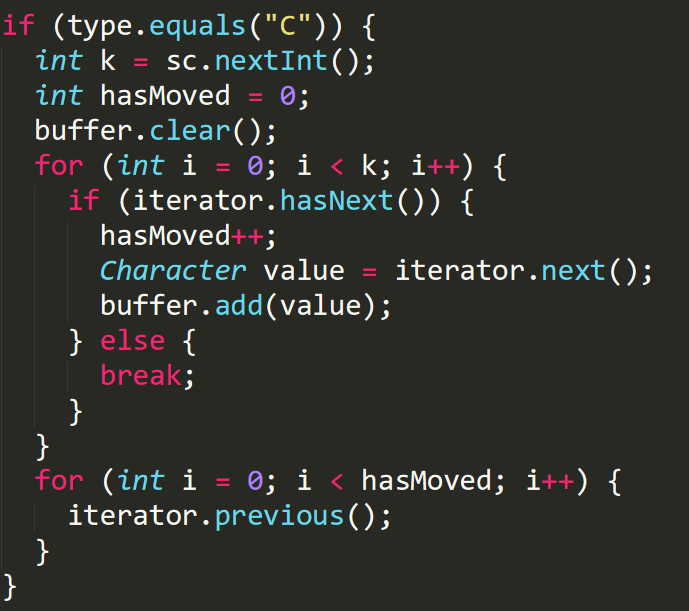 if (type.equals("C")) {
  int k = sc.nextInt();
  int hasMoved = 0;
  buffer.clear();
  for (int i = 0; i < k; i++) {
    if (iterator.hasNext()) {
      hasMoved++;
      Character value = iterator.next();
      buffer.add(value);
    } else {
      break;
    }
  }
  for (int i = 0; i < hasMoved; i++) {
    iterator.previous();
  }
}